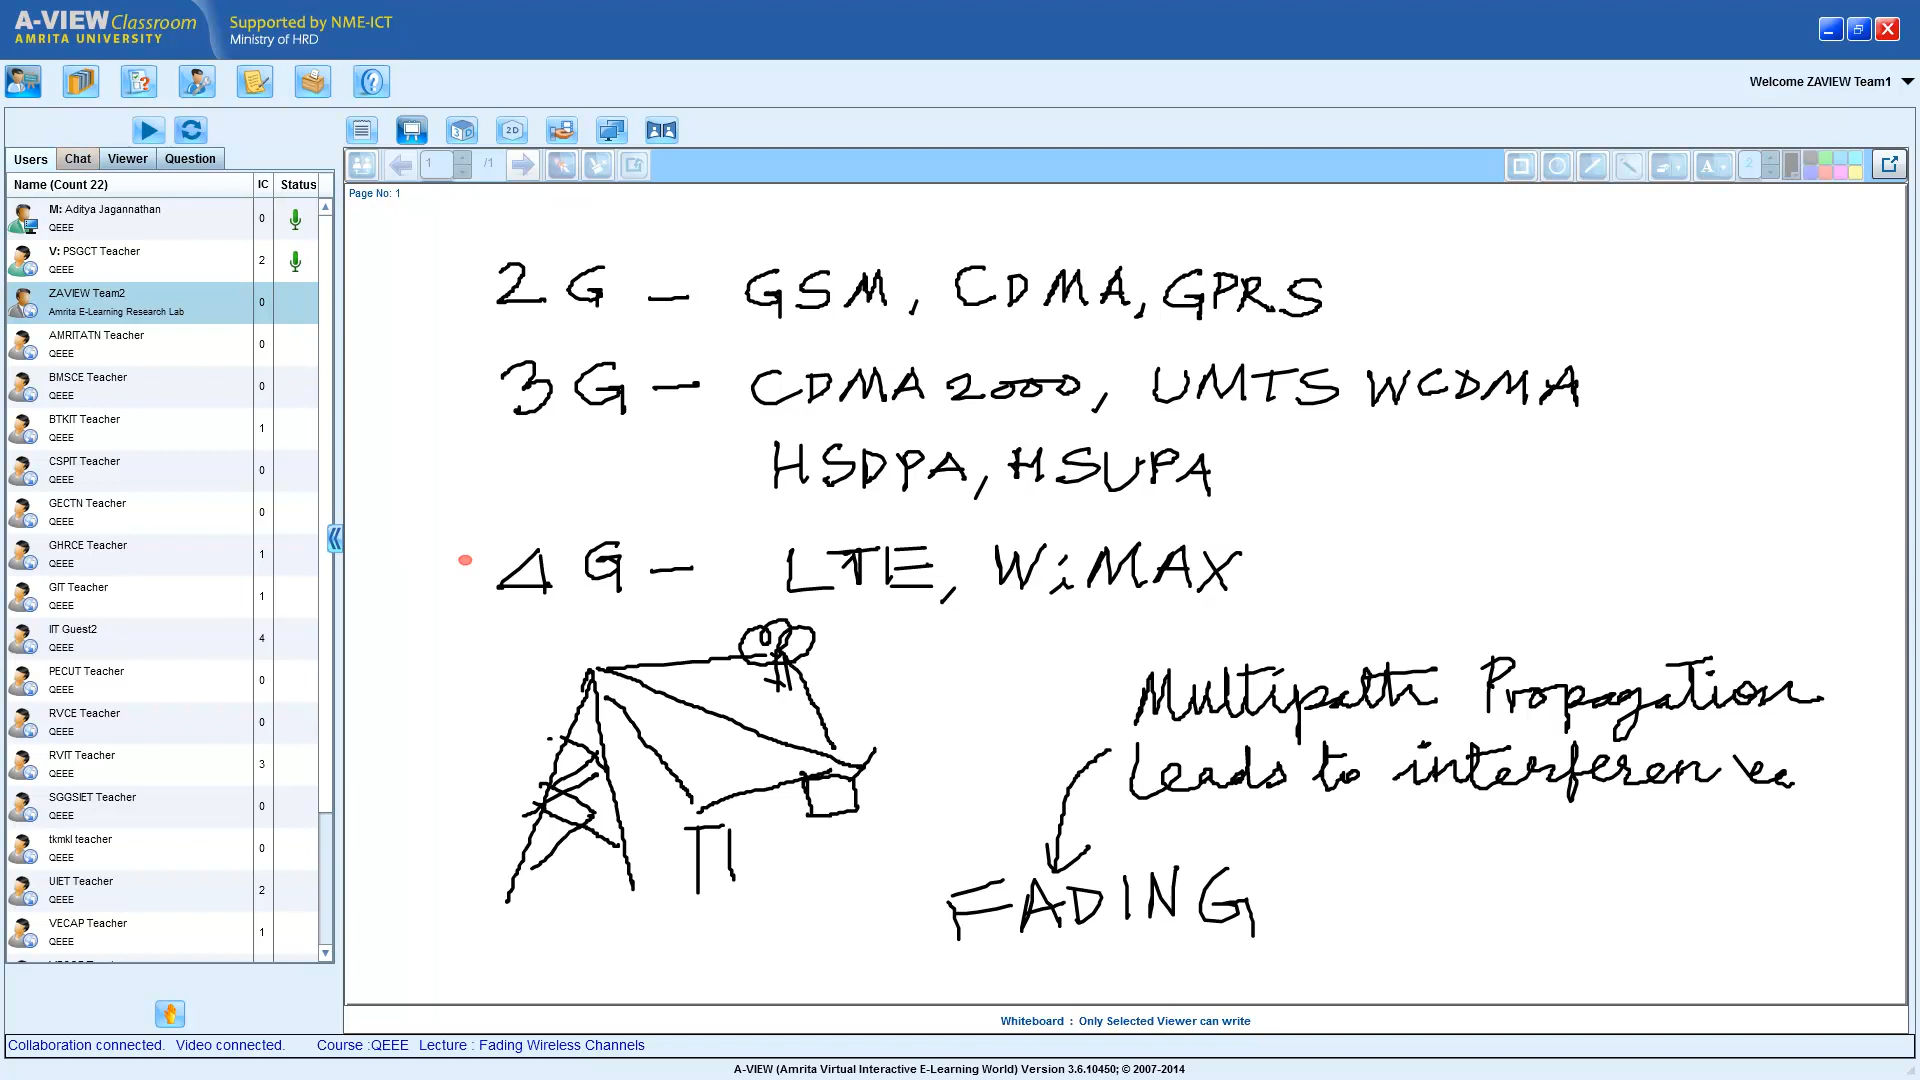 A-VIEW Classroom
AMRITA UNIVERSITY
Supported by NME-ICT
Ministry of HRD
Welcome ZAVIEW Team1
3D
2D
Users Chat Viewer Question
1 /1
A
2
Name (Count 22) IC Status
Page No: 1
M: Aditya Jagannathan 0
QEEE
V: PSGCT Teacher 2
QEEE
ZAVIEW Team2 0
Amrita E-Learning Research Lab
AMRITATN Teacher 0
QEEE
BMSCE Teacher 0
QEEE
BTKIT Teacher 1
QEEE
CSPIT Teacher 0
QEEE
GECTN Teacher 0
QEEE
GHRCE Teacher 1
QEEE
GIT Teacher 1
QEEE
IIT Guest2 4
QEEE
PECUT Teacher 0
QEEE
RVCE Teacher 0
QEEE
RVIT Teacher 3
QEEE
SGGSIET Teacher 0
QEEE
tkmkl teacher 0
QEEE
UIET Teacher 2
QEEE
VECAP Teacher 1
QEEE
2G - GSM, CDMA, GPRS
3G - CDMA 2000, UMTS WCDMA
HSDPA, HSUPA
4G - LTE, WiMAX
Multipath Propagation
Leads to interference
FADING
Whiteboard : Only Selected Viewer can write
Collaboration connected. Video connected. Course :QEEE Lecture : Fading Wireless Channels
A-VIEW (Amrita Virtual Interactive E-Learning World) Version 3.6.10450; © 2007-2014